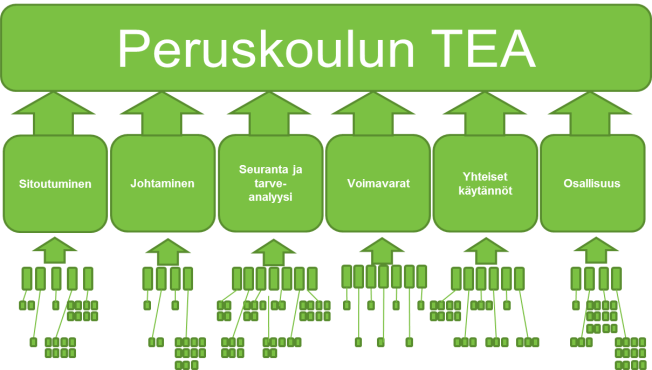 Peruskoulun TEA
Sitoutuminen
Johtaminen
Seuranta ja
tarve-
analyysi
Voimavarat
Yhteiset
käytännöt
Osallisuus